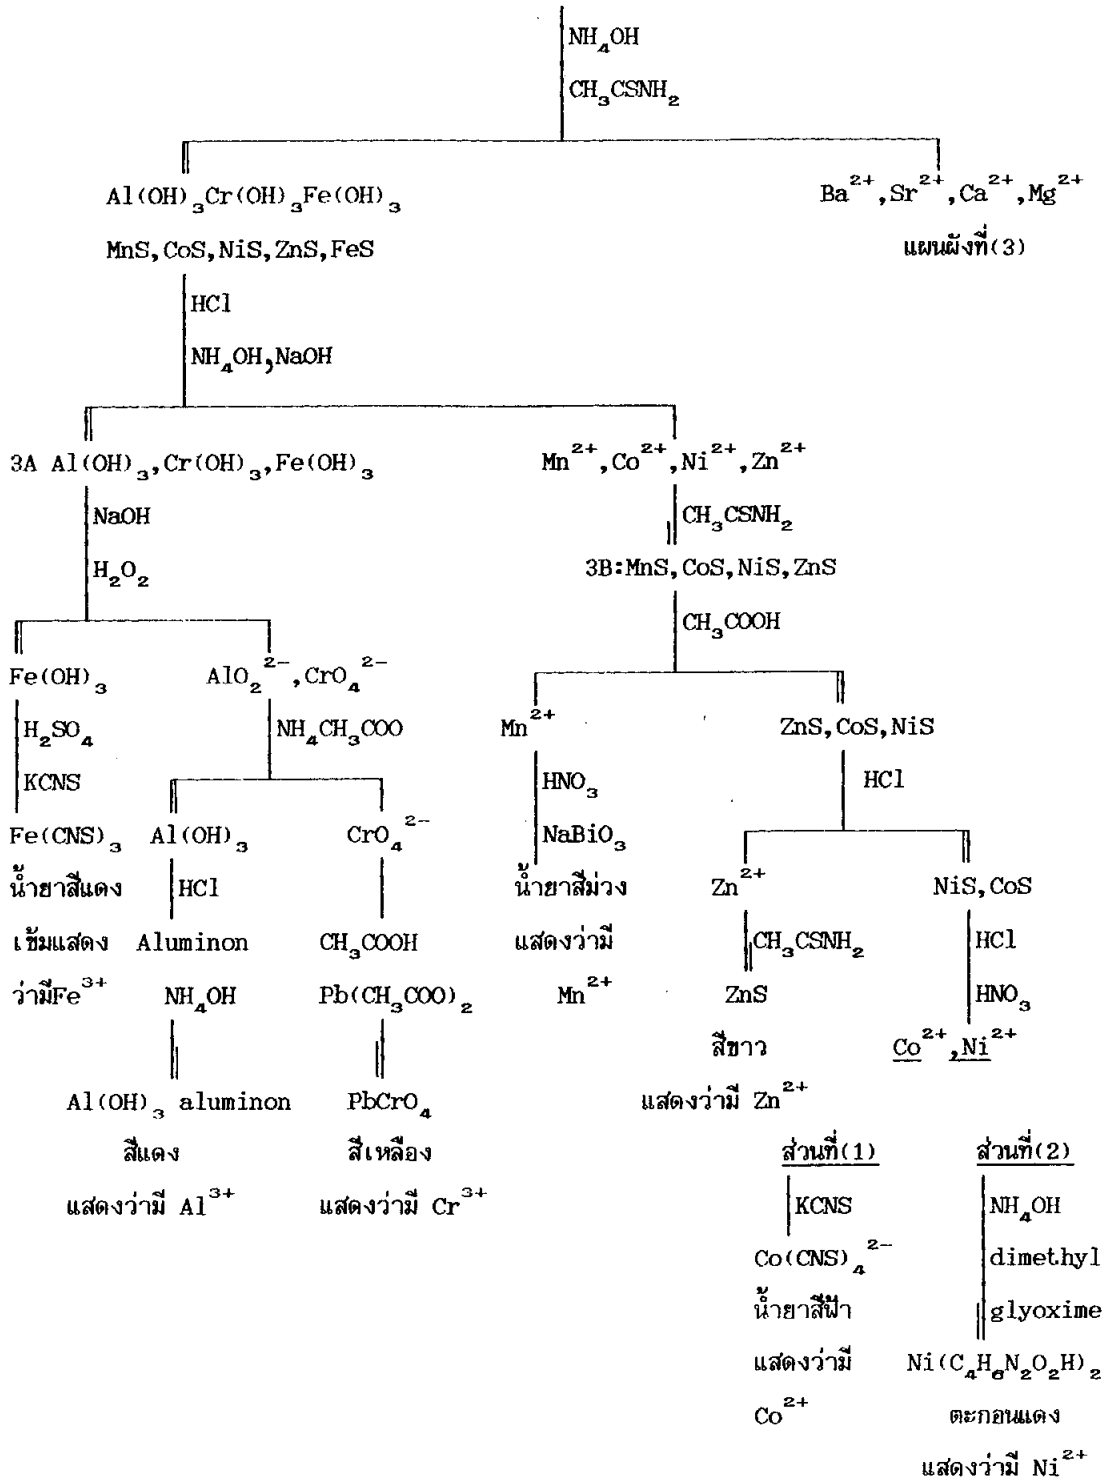 NH₄OH
CH₃CSNH₂
Al(OH)₃Cr(OH)₃Fe(OH)₃
Ba²⁺,Sr²⁺,Ca²⁺,Mg²⁺
MnS,CoS,NiS,ZnS,FeS
แผนผังที่(3)
HCl
NH₄OH,NaOH
3A Al(OH)₃,Cr(OH)₃,Fe(OH)₃
Mn²⁺,Co²⁺,Ni²⁺,Zn²⁺
NaOH
CH₃CSNH₂
H₂O₂
3B:MnS,CoS,NiS,ZnS
CH₃COOH
Fe(OH)₃
AlO₂²⁻,CrO₄²⁻
H₂SO₄
NH₄CH₃COO
Mn²⁺
ZnS,CoS,NiS
KCNS
HNO₃
HCl
Fe(CNS)₃
Al(OH)₃
CrO₄²⁻
NaBiO₃
น้ำยาสีแดง
HCl
น้ำยาสีม่วง
Zn²⁺
NiS,CoS
เข้มแสดง
Aluminon
CH₃COOH
แสดงว่ามี
CH₃CSNH₂
HCl
ว่ามีFe³⁺
NH₄OH
Pb(CH₃COO)₂
Mn²⁺
ZnS
HNO₃
สีขาว
Co²⁺,Ni²⁺
Al(OH)₃ aluminon
PbCrO₄
แสดงว่ามี Zn²⁺
สีแดง
สีเหลือง
ส่วนที่(1)
ส่วนที่(2)
แสดงว่ามี Al³⁺
แสดงว่ามี Cr³⁺
KCNS
NH₄OH
Co(CNS)₄²⁻
dimethyl
น้ำยาสีฟ้า
glyoxime
แสดงว่ามี
Ni(C₄H₆N₂O₂H)₂
Co²⁺
ตะกอนแดง
แสดงว่ามี Ni²⁺